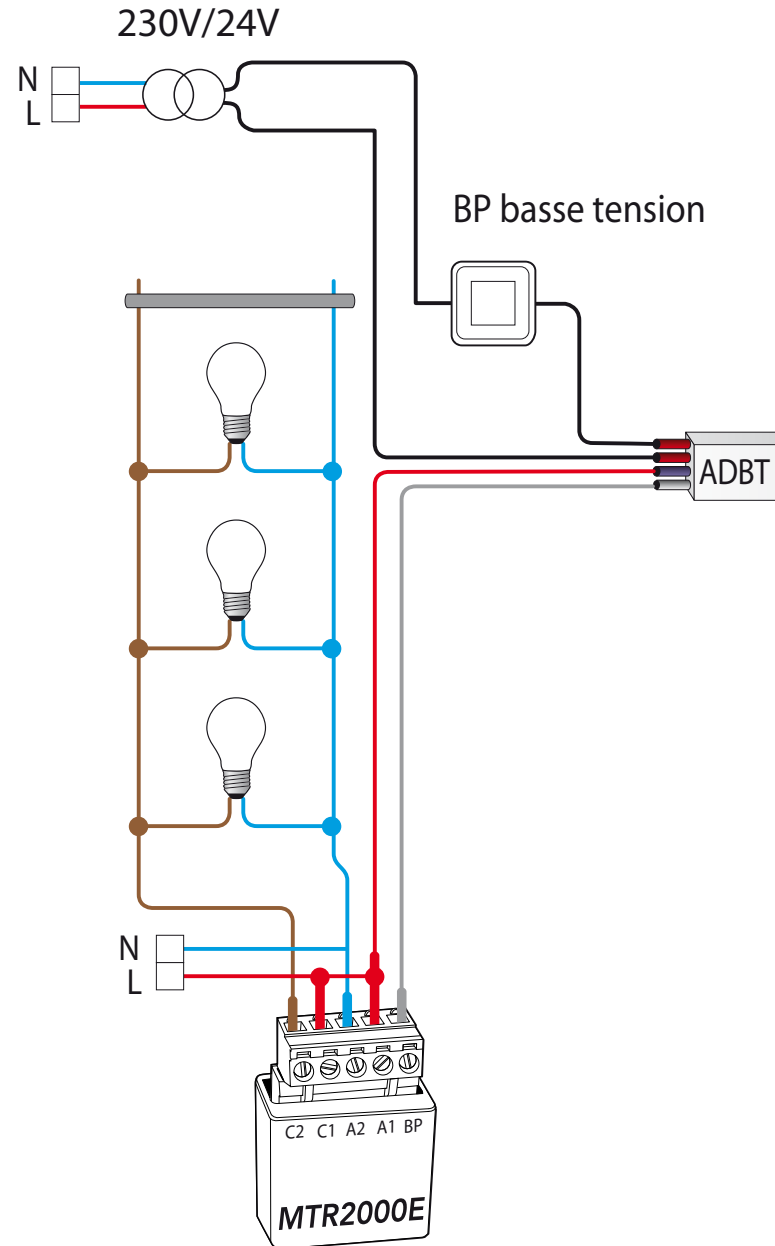 230V/24V
N
L
BP basse tension
ADBT
N
L
C2 C1 A2 A1 BP
MTR2000E